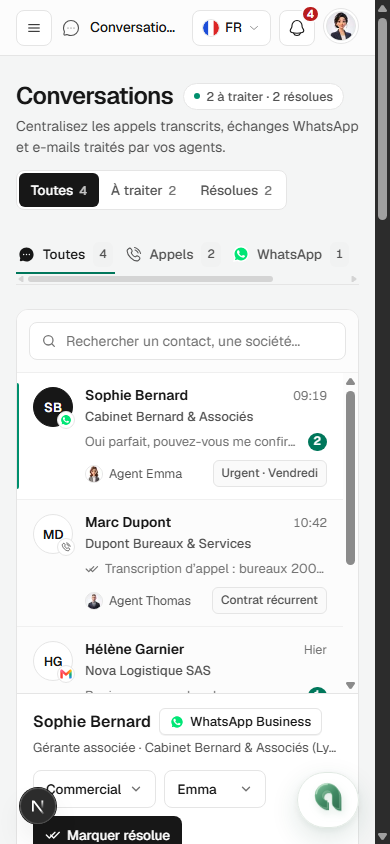 Conversatio...
FR
4
Conversations
2 à traiter · 2 résolues
Centralisez les appels transcrits, échanges WhatsApp
et e-mails traités par vos agents.
Toutes 4
À traiter 2
Résolues 2
Toutes 4
Appels 2
WhatsApp 1
Rechercher un contact, une société...
SB
Sophie Bernard
09:19
Cabinet Bernard & Associés
Oui parfait, pouvez-vous me confir...
2
Agent Emma
Urgent · Vendredi
MD
Marc Dupont
10:42
Dupont Bureaux & Services
Transcription d'appel : bureaux 200...
Agent Thomas
Contrat récurrent
HG
Hélène Garnier
Hier
Nova Logistique SAS
Sophie Bernard
WhatsApp Business
Gérante associée · Cabinet Bernard & Associés (Ly...
Commercial
Emma
N
Marquer résolue